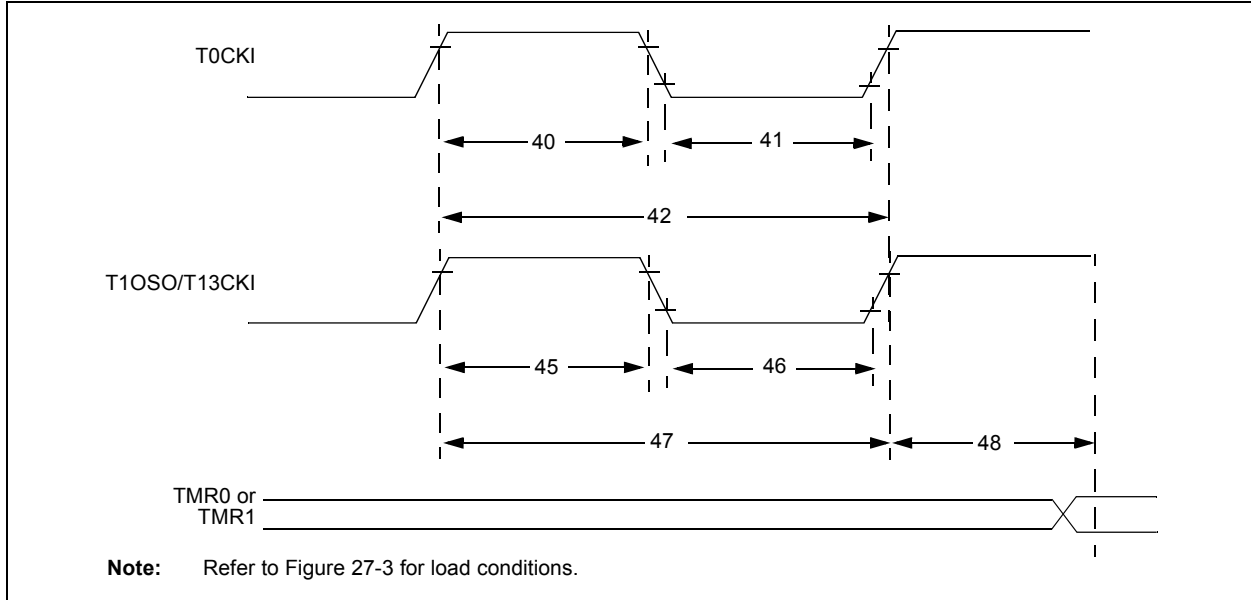 T0CKI
40
41
42
T1OSO/T13CKI
45
46
47
48
TMR0 or
TMR1
Note: Refer to Figure 27-3 for load conditions.